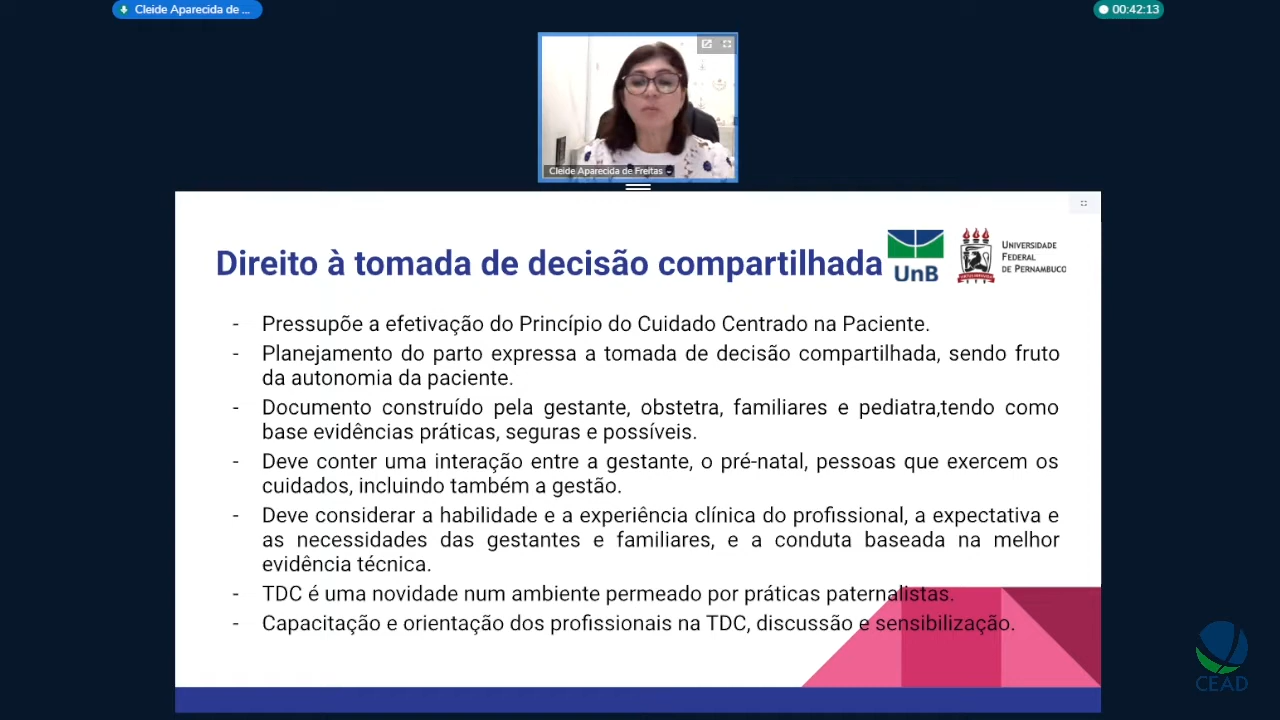 Cleide Aparecida de ...
00:42:13
Cleide Aparecida de Freitas
Direito à tomada de decisão compartilhada
UnB
UNIVERSIDADE
FEDERAL
DE PERNAMBUCO
- Pressupõe a efetivação do Princípio do Cuidado Centrado na Paciente.
- Planejamento do parto expressa a tomada de decisão compartilhada, sendo fruto
da autonomia da paciente.
- Documento construído pela gestante, obstetra, familiares e pediatra,tendo como
base evidências práticas, seguras e possíveis.
- Deve conter uma interação entre a gestante, o pré-natal, pessoas que exercem os
cuidados, incluindo também a gestão.
- Deve considerar a habilidade e a experiência clínica do profissional, a expectativa e
as necessidades das gestantes e familiares, e a conduta baseada na melhor
evidência técnica.
- TDC é uma novidade num ambiente permeado por práticas paternalistas.
- Capacitação e orientação dos profissionais na TDC, discussão e sensibilização.
CEAD